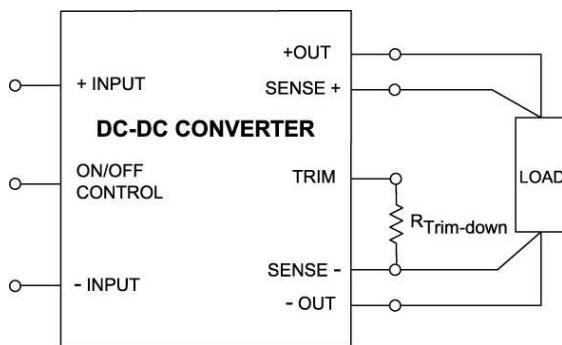 +OUT
+ INPUT
SENSE +
DC-DC CONVERTER
ON/OFF
CONTROL
TRIM
LOAD
RTrim-down
SENSE -
- INPUT
- OUT